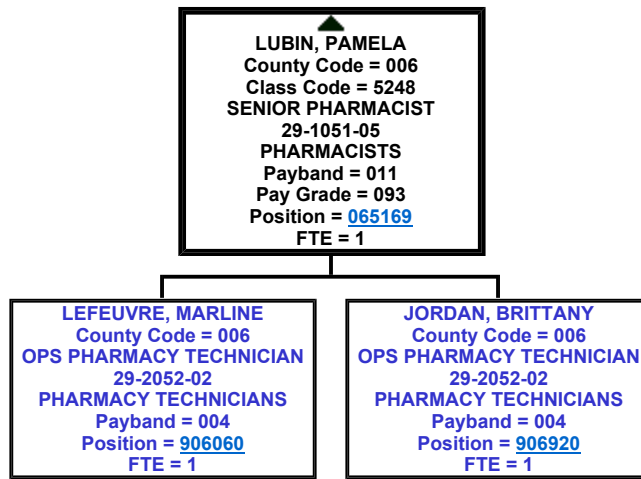 LUBIN, PAMELA
County Code = 006
Class Code = 5248
SENIOR PHARMACIST
29-1051-05
PHARMACISTS
Payband = 011
Pay Grade = 093
Position = 065169
FTE = 1
LEFEUVRE, MARLINE
County Code = 006
OPS PHARMACY TECHNICIAN
29-2052-02
PHARMACY TECHNICIANS
Payband = 004
Position = 906060
FTE = 1
JORDAN, BRITTANY
County Code = 006
OPS PHARMACY TECHNICIAN
29-2052-02
PHARMACY TECHNICIANS
Payband = 004
Position = 906920
FTE = 1